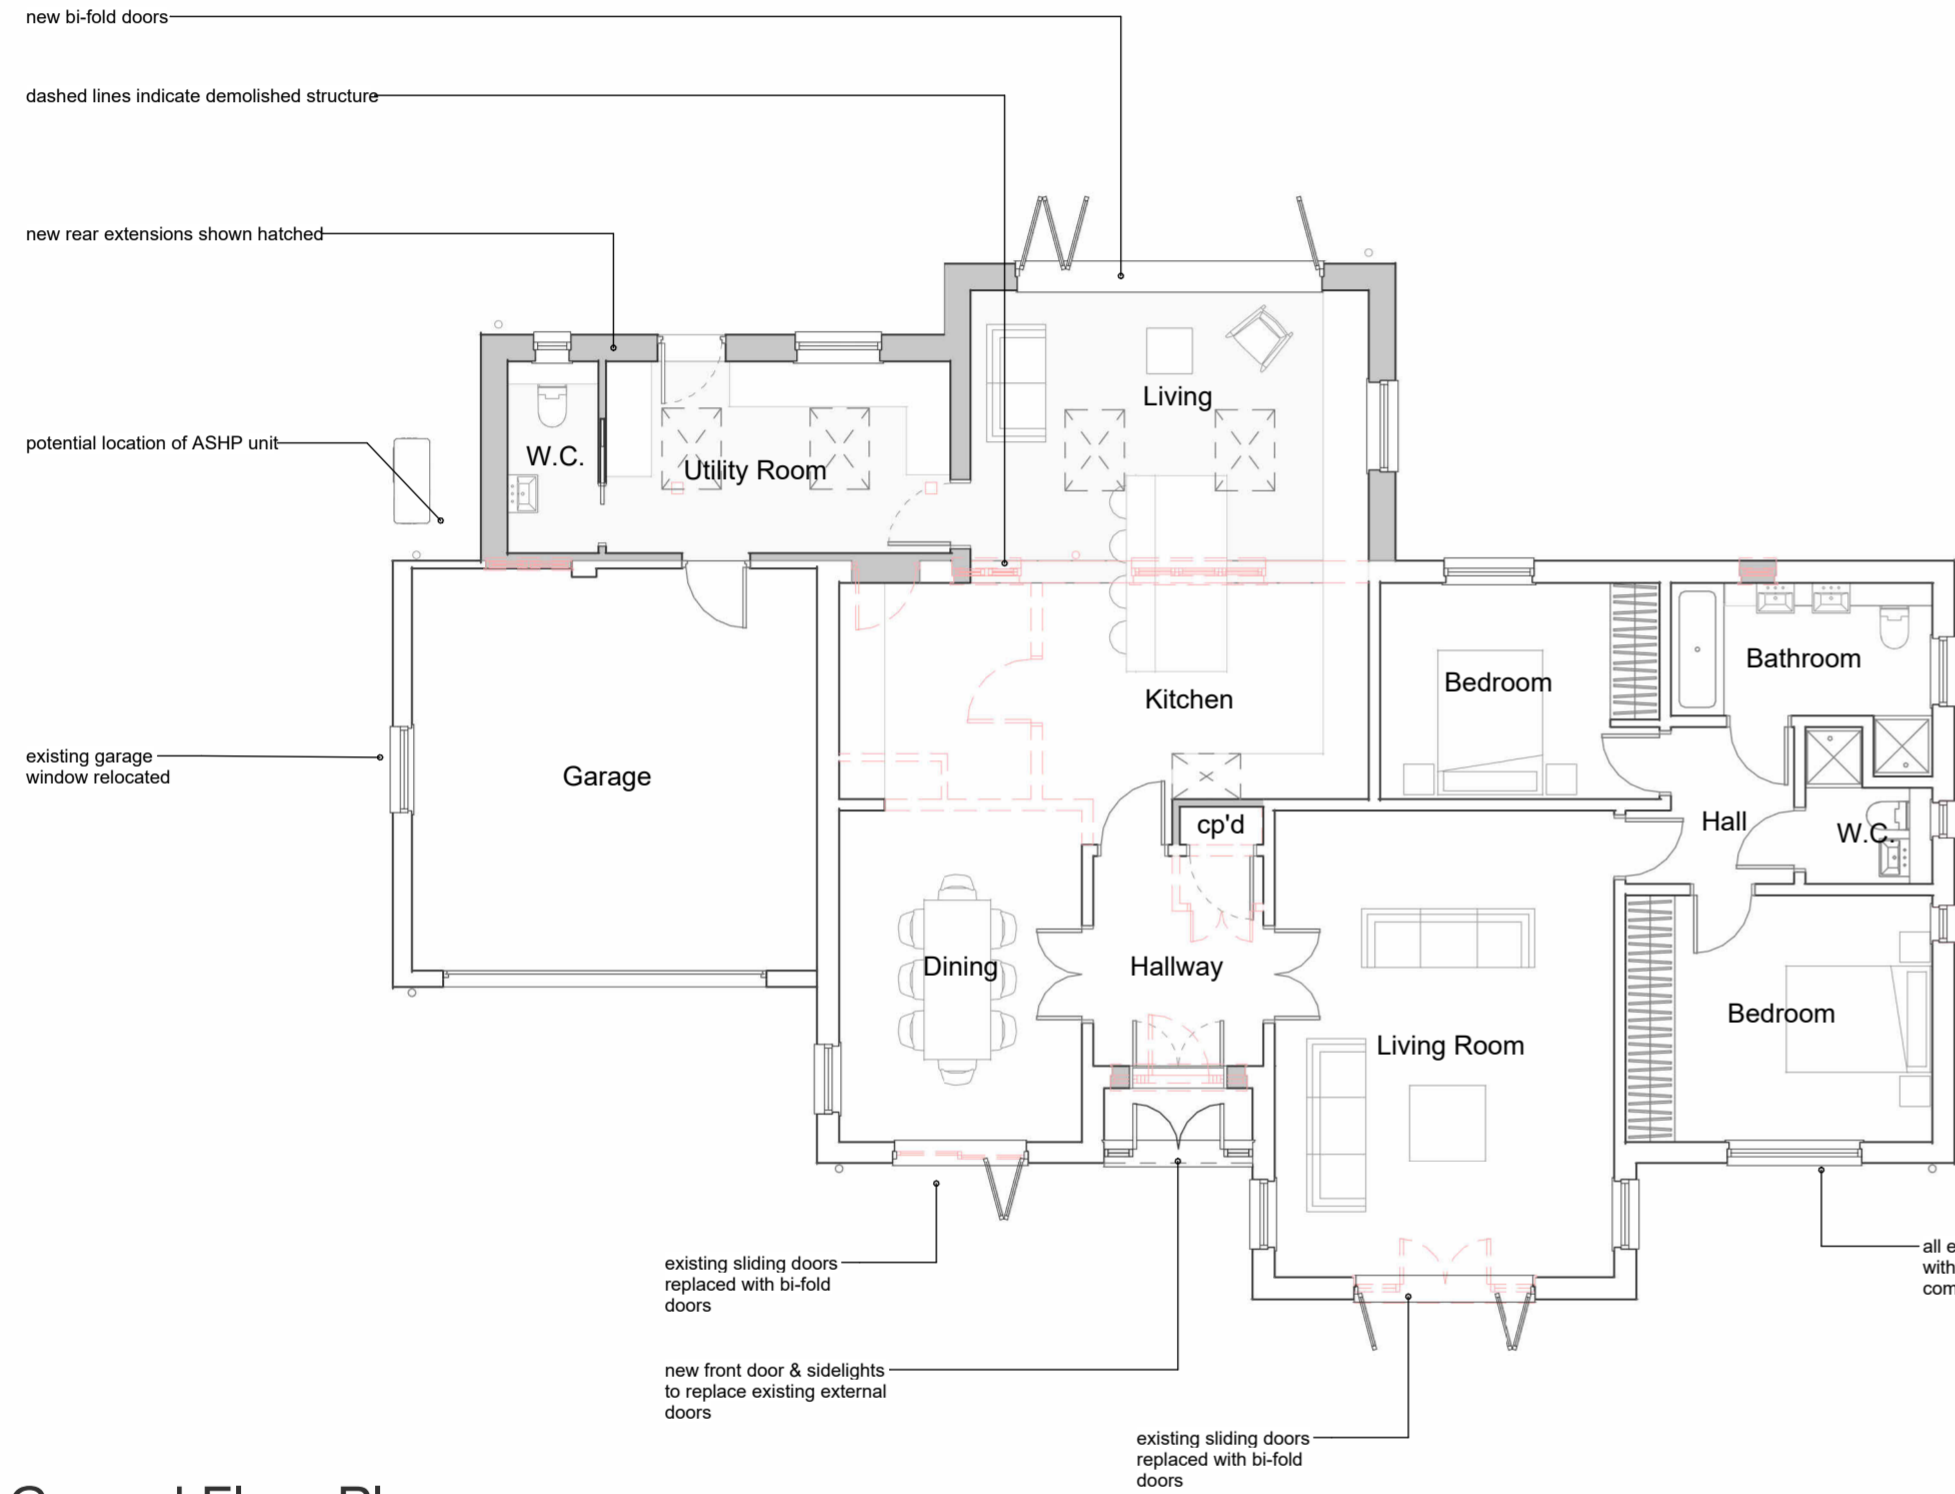 new bi-fold doors
dashed lines indicate demolished structure
new rear extensions shown hatched
Living
potential location of ASHP unit
W.C.
Utility Room
Bathroom
Bedroom
Kitchen
existing garage
window relocated
Garage
cp'd
Hall
W.C.
Dining
Hallway
Bedroom
Living Room
existing sliding doors
replaced with bi-fold
doors
all
with
new front door & sidelights
to replace existing external
doors
existing sliding doors
replaced with bi-fold
doors